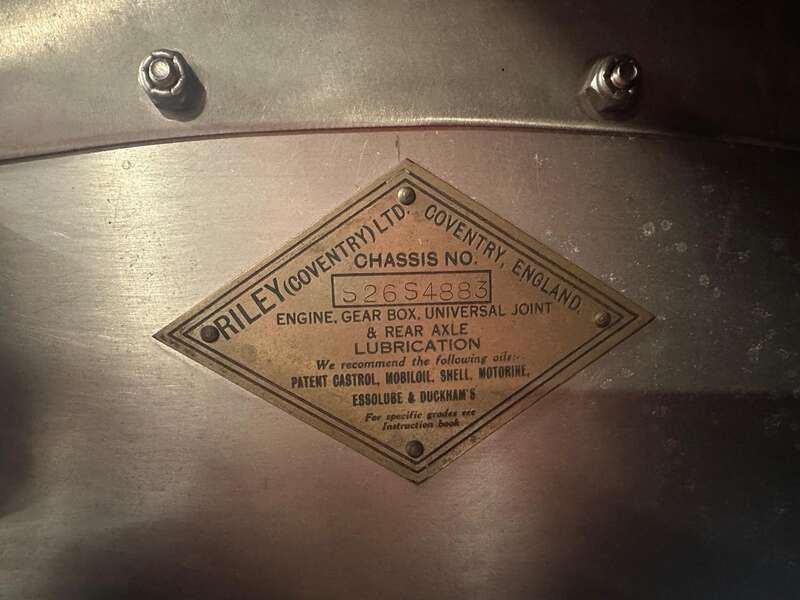 RILEY (COVENTRY) LTD. COVENTRY, ENGLAND.
CHASSIS NO.
S26S4883
ENGINE, GEAR BOX, UNIVERSAL JOINT
& REAR AXLE
LUBRICATION
We recommend the following oils:-
PATENT CASTROL, MOBILOIL, SHELL, MOTORINE,
ESSOLUBE & DUCKHAM'S
For specific grades see
Instruction book